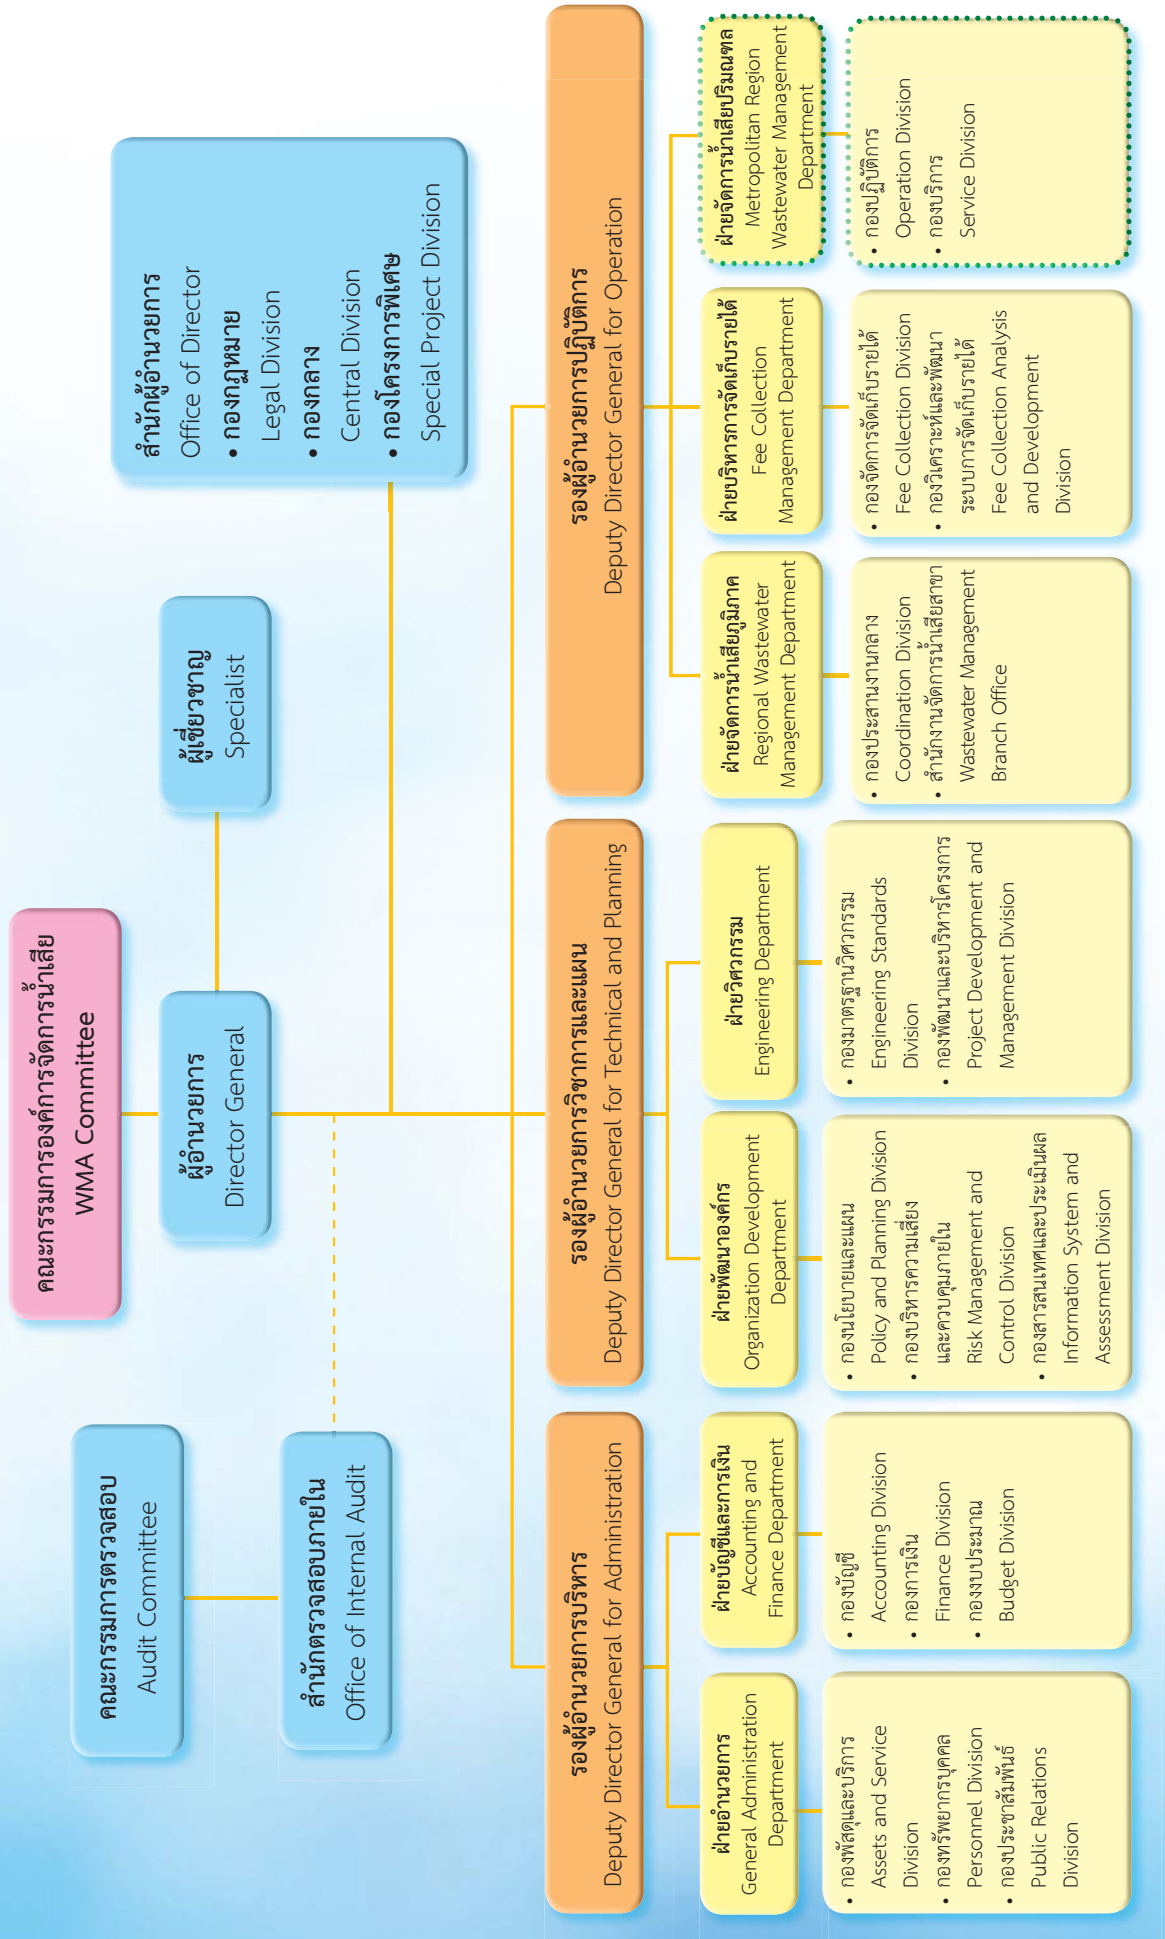 คณะกรรมการองค์การจัดการน้ำเสีย
WMA Committee
คณะกรรมการตรวจสอบ
Audit Committee
ผู้อำนวยการ
Director General
ผู้เชี่ยวชาญ
Specialist
สำนักผู้อำนวยการ
Office of Director
• กองกฎหมาย
Legal Division
• กองกลาง
Central Division
• กองโครงการพิเศษ
Special Project Division
สำนักตรวจสอบภายใน
Office of Internal Audit
รองผู้อำนวยการบริหาร
Deputy Director General for Administration
รองผู้อำนวยการวิชาการและแผน
Deputy Director General for Technical and Planning
รองผู้อำนวยการปฏิบัติการ
Deputy Director General for Operation
ฝ่ายอำนวยการ
General Administration
Department
ฝ่ายบัญชีและการเงิน
Accounting and
Finance Department
ฝ่ายพัฒนาองค์กร
Organization Development
Department
ฝ่ายวิศวกรรม
Engineering Department
ฝ่ายจัดการน้ำเสียภูมิภาค
Regional Wastewater
Management Department
ฝ่ายบริหารการจัดเก็บรายได้
Fee Collection
Management Department
ฝ่ายจัดการน้ำเสียปริมณฑล
Metropolitan Region
Wastewater Management
Department
• กองพัสดุและบริการ
Assets and Service
Division
• กองทรัพยากรบุคคล
Personnel Division
• กองประชาสัมพันธ์
Public Relations
Division
• กองบัญชี
Accounting Division
• กองการเงิน
Finance Division
• กองงบประมาณ
Budget Division
• กองนโยบายและแผน
Policy and Planning Division
• กองบริหารความเสี่ยง
และควบคุมภายใน
Risk Management and
Control Division
• กองสารสนเทศและประเมินผล
Information System and
Assessment Division
• กองมาตรฐานวิศวกรรม
Engineering Standards
Division
• กองพัฒนาและบริหารโครงการ
Project Development and
Management Division
• กองประสานงานกลาง
Coordination Division
• สำนักงานจัดการน้ำเสียสาขา
Wastewater Management
Branch Office
• กองจัดการจัดเก็บรายได้
Fee Collection Division
• กองวิเคราะห์และพัฒนา
ระบบการจัดเก็บรายได้
Fee Collection Analysis
and Development
Division
• กองปฏิบัติการ
Operation Division
• กองบริการ
Service Division